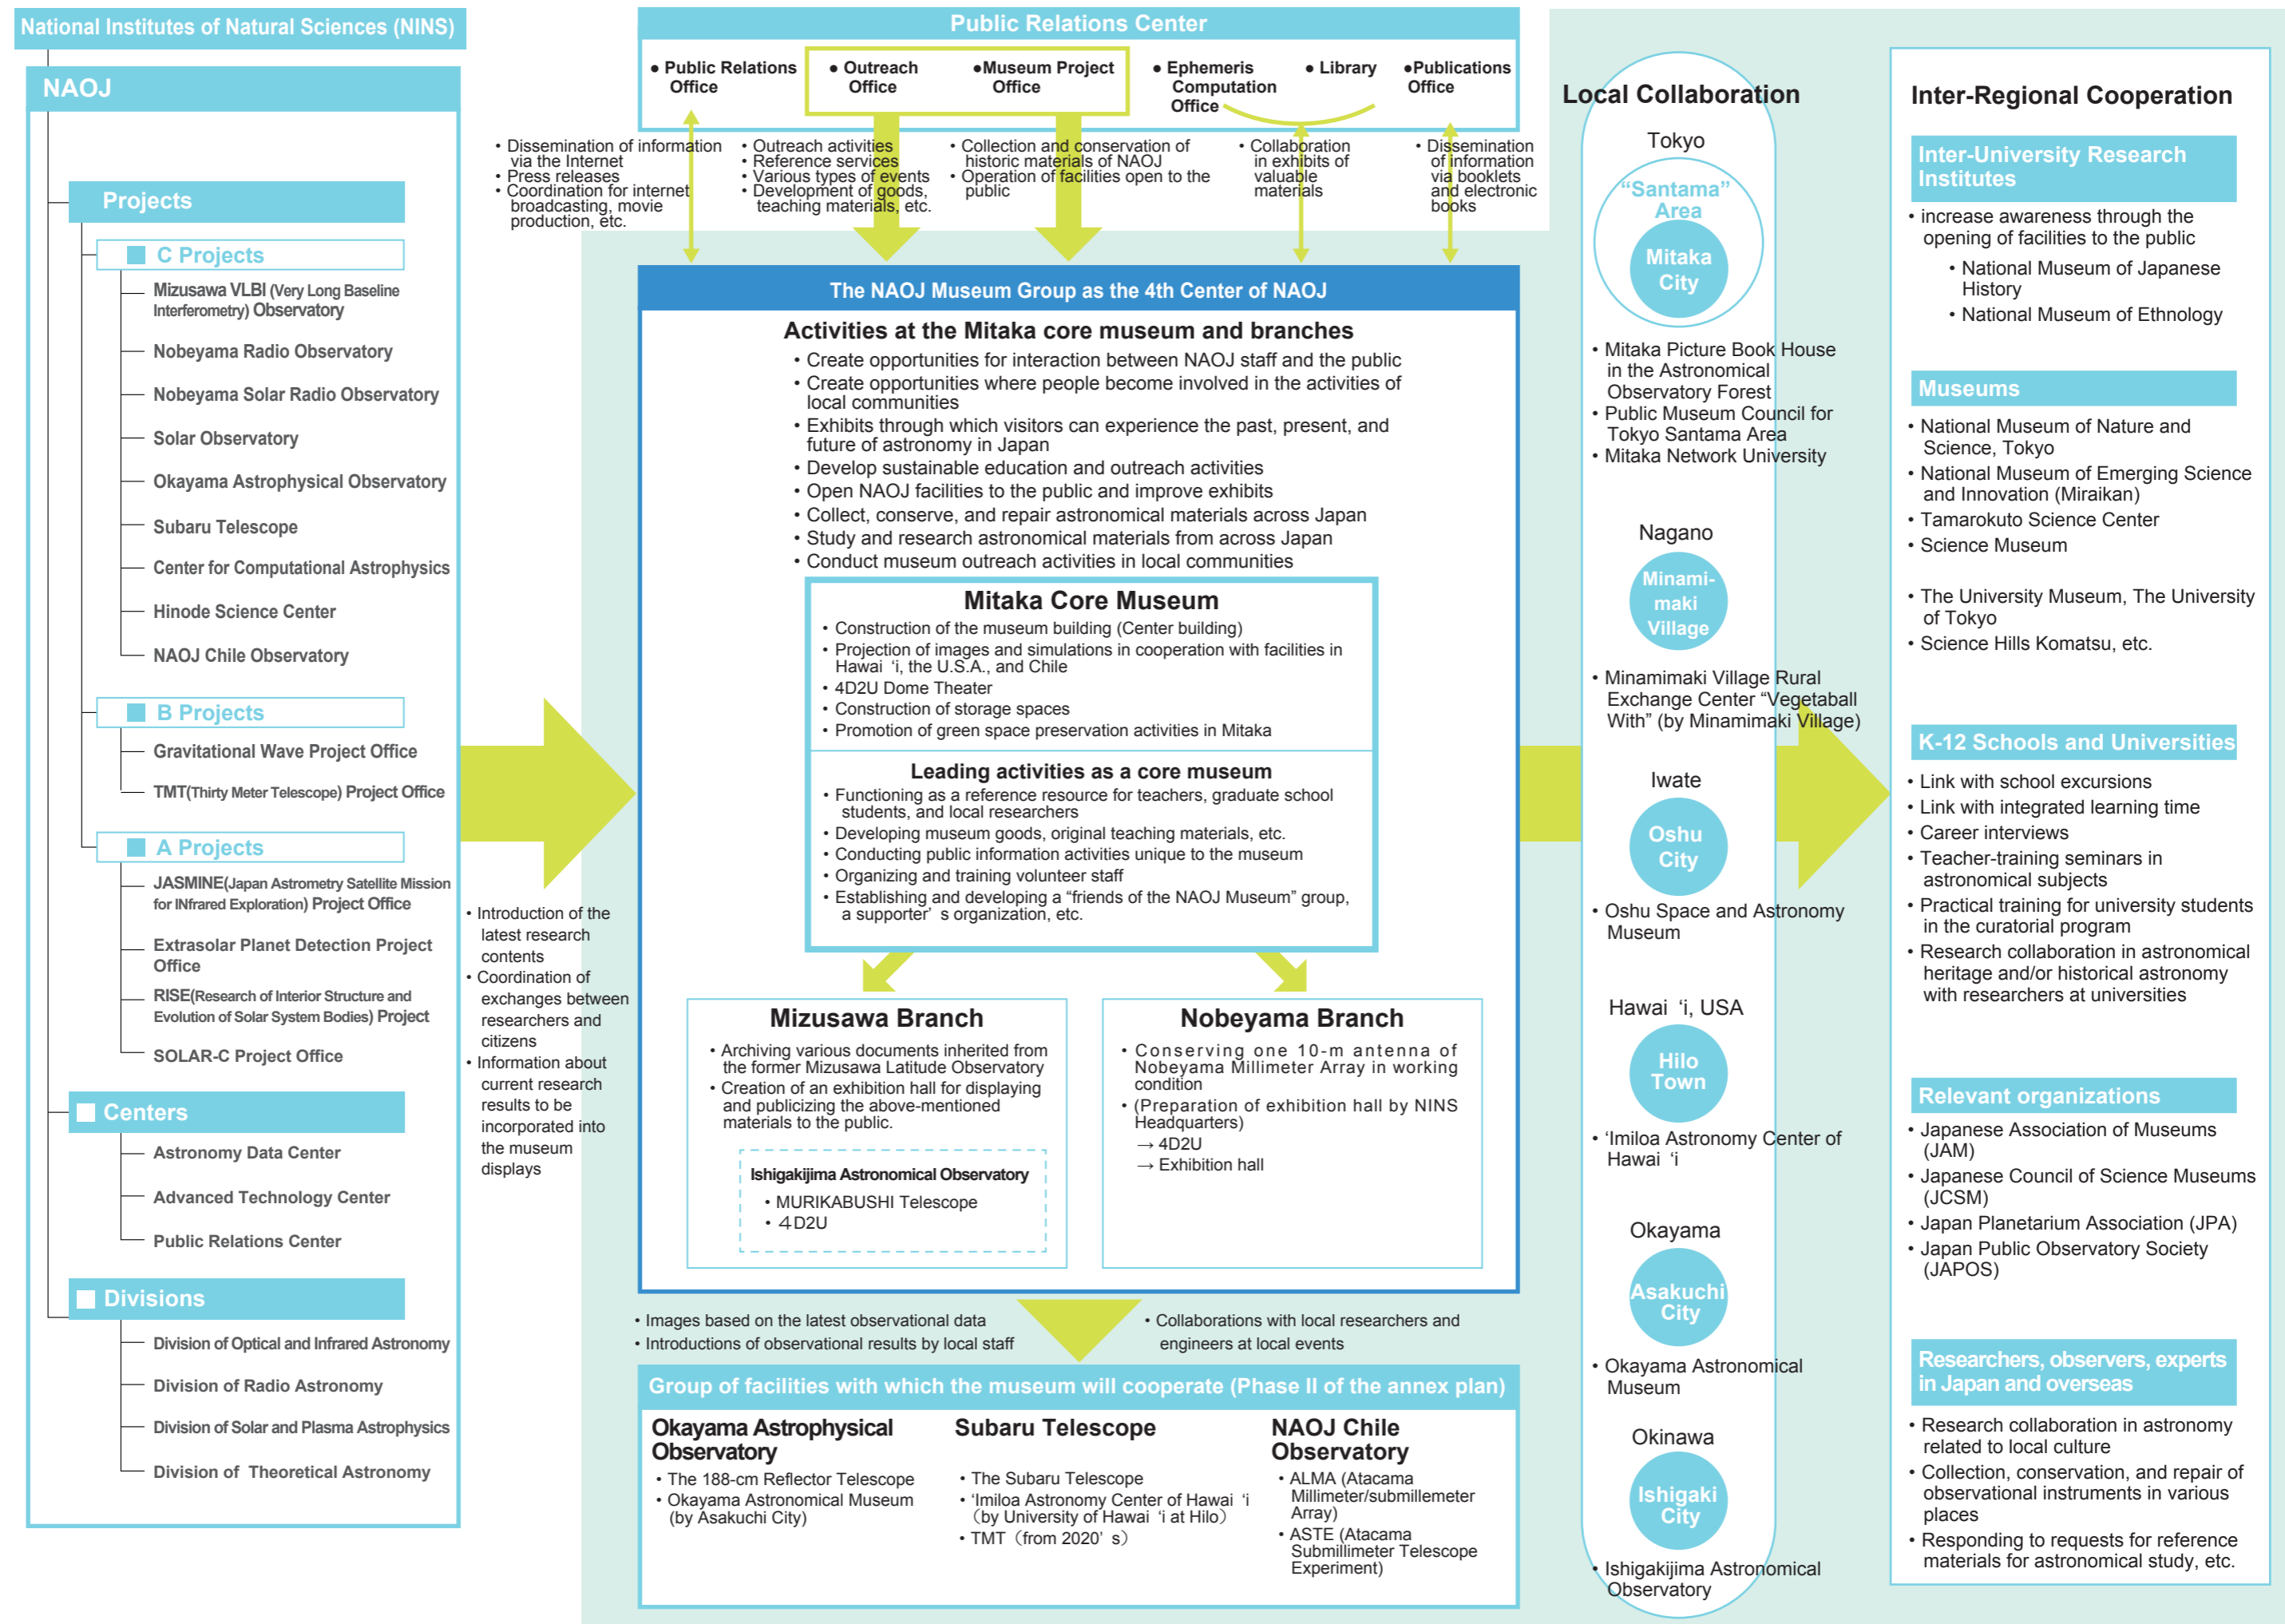 National Institutes of Natural Sciences (NINS)
NAOJ
Projects
C Projects
Mizusawa VLBI (Very Long Baseline
Interferometry) Observatory
Nobeyama Radio Observatory
Nobeyama Solar Radio Observatory
Solar Observatory
Okayama Astrophysical Observatory
Subaru Telescope
Center for Computational Astrophysics
Hinode Science Center
NAOJ Chile Observatory
B Projects
Gravitational Wave Project Office
TMT(Thirty Meter Telescope) Project Office
A Projects
JASMINE(Japan Astrometry Satellite Mission
for INfrared Exploration) Project Office
Extrasolar Planet Detection Project
Office
RISE(Research of Interior Structure and
Evolution of Solar System Bodies) Project
SOLAR-C Project Office
Centers
Astronomy Data Center
Advanced Technology Center
Public Relations Center
Divisions
Division of Optical and Infrared Astronomy
Division of Radio Astronomy
Division of Solar and Plasma Astrophysics
Division of Theoretical Astronomy
• Introduction of the
latest research
contents
• Coordination of
exchanges between
researchers and
citizens
• Information about
current research
results to be
incorporated into
the museum
displays
Public Relations Center
● Public Relations
Office
● Outreach
Office
●Museum Project
Office
● Ephemeris
Computation
Office
● Library
●Publications
Office
• Dissemination of information
via the Internet
• Press releases
• Coordination for internet
broadcasting, movie
production, etc.
• Outreach activities
• Reference services
• Various types of events
• Development of goods,
teaching materials, etc.
• Collection and conservation of
historic materials of NAOJ
• Operation of facilities open to the
public
• Collaboration
in exhibits of
valuable
materials
• Dissemination
of information
via booklets
and electronic
books
The NAOJ Museum Group as the 4th Center of NAOJ
Activities at the Mitaka core museum and branches
• Create opportunities for interaction between NAOJ staff and the public
• Create opportunities where people become involved in the activities of
local communities
• Exhibits through which visitors can experience the past, present, and
future of astronomy in Japan
• Develop sustainable education and outreach activities
• Open NAOJ facilities to the public and improve exhibits
• Collect, conserve, and repair astronomical materials across Japan
• Study and research astronomical materials from across Japan
• Conduct museum outreach activities in local communities
Mitaka Core Museum
• Construction of the museum building (Center building)
• Projection of images and simulations in cooperation with facilities in
Hawai ‘i, the U.S.A., and Chile
• 4D2U Dome Theater
• Construction of storage spaces
• Promotion of green space preservation activities in Mitaka
Leading activities as a core museum
• Functioning as a reference resource for teachers, graduate school
students, and local researchers
• Developing museum goods, original teaching materials, etc.
• Conducting public information activities unique to the museum
• Organizing and training volunteer staff
• Establishing and developing a “friends of the NAOJ Museum” group,
a supporter’ s organization, etc.
Mizusawa Branch
• Archiving various documents inherited from
the former Mizusawa Latitude Observatory
• Creation of an exhibition hall for displaying
and publicizing the above-mentioned
materials to the public.
Ishigakijima Astronomical Observatory
• MURIKABUSHI Telescope
• 4D2U
Nobeyama Branch
• Conserving one 10-m antenna of
Nobeyama Millimeter Array in working
condition
• (Preparation of exhibition hall by NINS
Headquarters)
→ 4D2U
→ Exhibition hall
• Images based on the latest observational data
• Introductions of observational results by local staff
• Collaborations with local researchers and
engineers at local events
Group of facilities with which the museum will cooperate (Phase II of the annex plan)
Okayama Astrophysical
Observatory
• The 188-cm Reflector Telescope
• Okayama Astronomical Museum
(by Asakuchi City)
Subaru Telescope
• The Subaru Telescope
• ‘Imiloa Astronomy Center of Hawai ‘i
（by University of Hawai ‘i at Hilo）
• TMT（from 2020’ s）
NAOJ Chile
Observatory
• ALMA (Atacama
Millimeter/submillemeter
Array)
• ASTE (Atacama
Submillimeter Telescope
Experiment)
Local Collaboration
Tokyo
“Santama”
Area
Mitaka
City
• Mitaka Picture Book House
in the Astronomical
Observatory Forest
• Public Museum Council for
Tokyo Santama Area
• Mitaka Network University
Nagano
Minami-
maki
Village
• Minamimaki Village Rural
Exchange Center “Vegetaball
With” (by Minamimaki Village)
Iwate
Oshu
City
• Oshu Space and Astronomy
Museum
Hawai ‘i, USA
Hilo
Town
• ‘Imiloa Astronomy Center of
Hawai ‘i
Okayama
Asakuchi
City
• Okayama Astronomical
Museum
Okinawa
Ishigaki
City
• Ishigakijima Astronomical
Observatory
Inter-Regional Cooperation
Inter-University Research
Institutes
• increase awareness through the
opening of facilities to the public
• National Museum of Japanese
History
• National Museum of Ethnology
Museums
• National Museum of Nature and
Science, Tokyo
• National Museum of Emerging Science
and Innovation (Miraikan)
• Tamarokuto Science Center
• Science Museum
• The University Museum, The University
of Tokyo
• Science Hills Komatsu, etc.
K-12 Schools and Universities
• Link with school excursions
• Link with integrated learning time
• Career interviews
• Teacher-training seminars in
astronomical subjects
• Practical training for university students
in the curatorial program
• Research collaboration in astronomical
heritage and/or historical astronomy
with researchers at universities
Relevant organizations
• Japanese Association of Museums
(JAM)
• Japanese Council of Science Museums
(JCSM)
• Japan Planetarium Association (JPA)
• Japan Public Observatory Society
(JAPOS)
Researchers, observers, experts
in Japan and overseas
• Research collaboration in astronomy
related to local culture
• Collection, conservation, and repair of
observational instruments in various
places
• Responding to requests for reference
materials for astronomical study, etc.